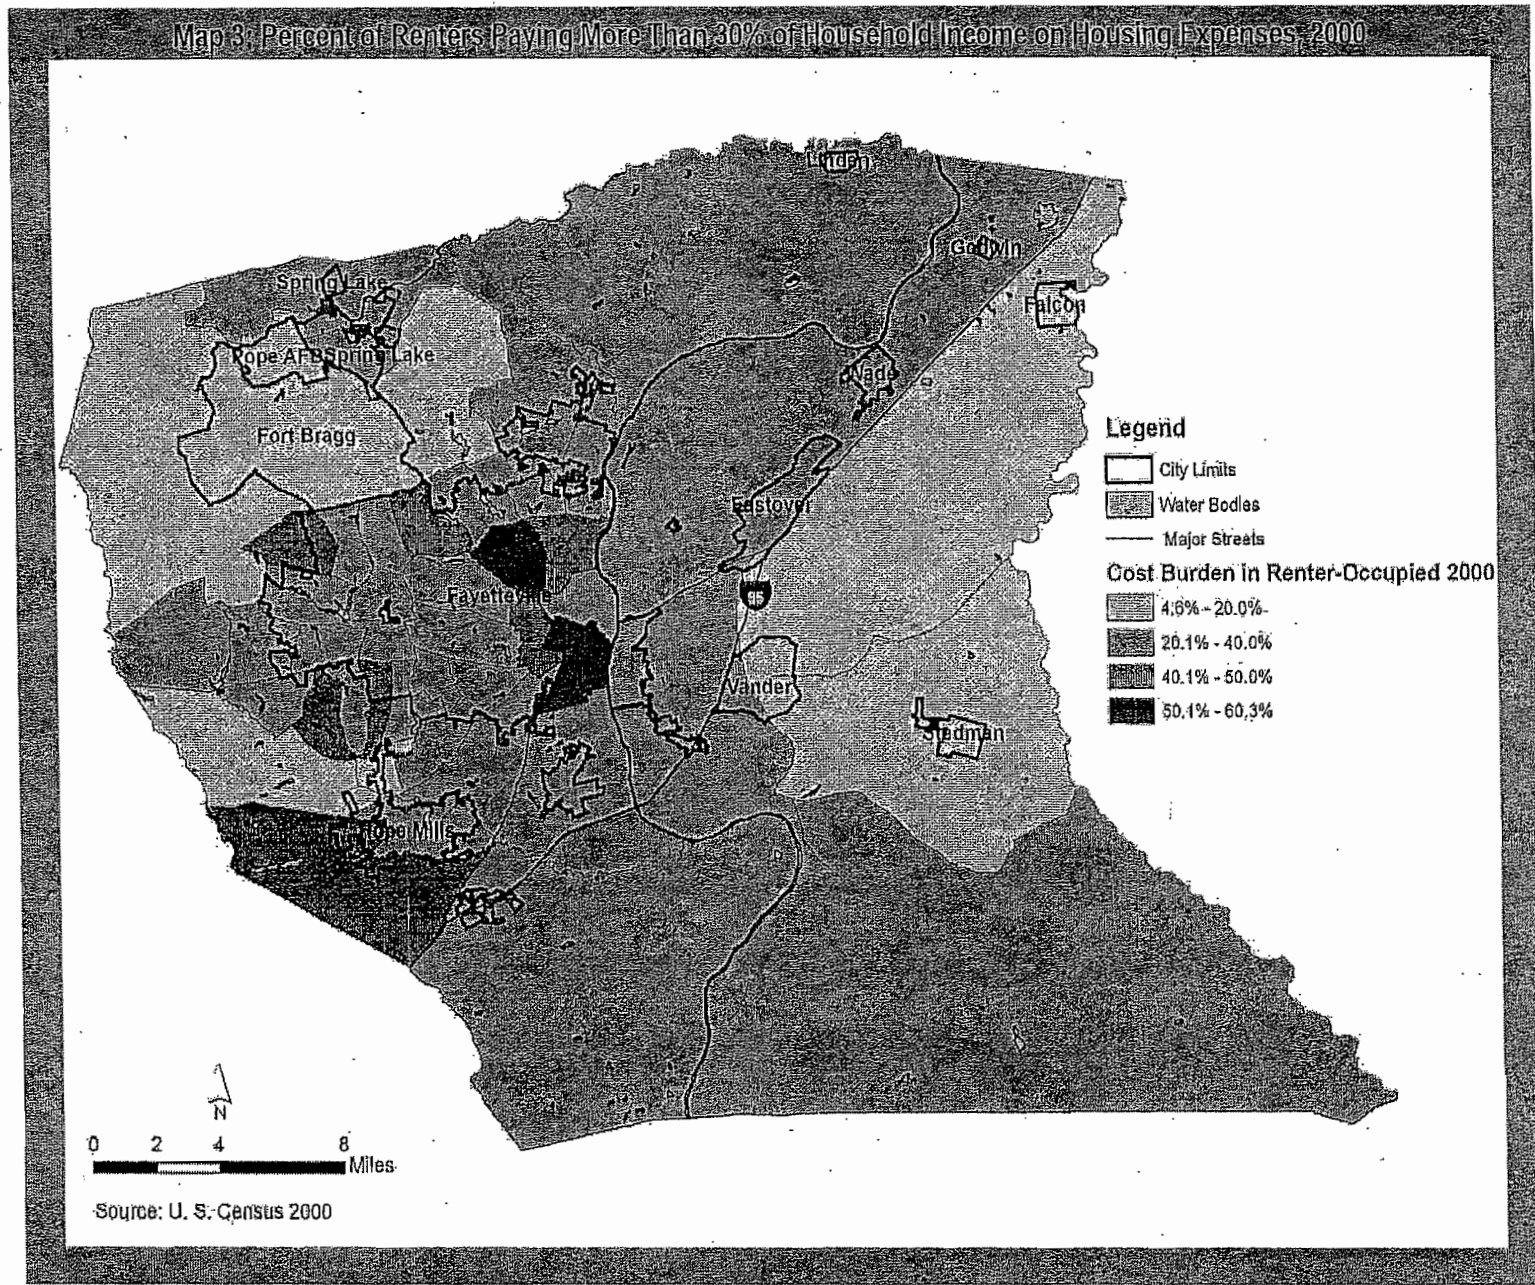 Map 3: Percent of Renters Paying More Than 30% of Household Income on Housing Expenses, 2000
Linden
Godwin
Spring Lake
Falcon
Pope AFB Spring Lake
Wade
Fort Bragg
Legend
City Limits
Water Bodies
Major Streets
Eastover
Cost Burden in Renter-Occupied 2000
95
Fayetteville
4.6% - 20.0%
20.1% - 40.0%
40.1% - 50.0%
50.1% - 60.3%
Vander
Stedman
Hope Mills
N
0 2 4 8
Miles
Source: U. S. Census 2000